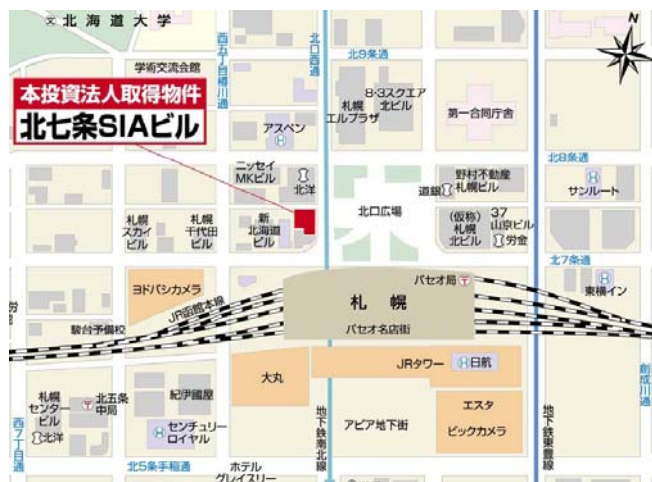 北海道大学
N
学術交流会館
西五丁目樽川通
北口西通
北9条通
本投資法人取得物件
北七条SIAビル
アスペン
H
札幌
エルプラザ
8・3スクエア
北ビル
第一合同庁舎
北8条通
ニッセイ
MKビル
北洋
道銀
野村不動産
札幌ビル
H
サンルート
札幌
スカイ
ビル
札幌
千代田
ビル
新
北海道
ビル
北口広場
(仮称)
札幌
北ビル
37
山京ビル
労金
北7条通
ヨドバシカメラ
JR函館本線
パセオ局
札幌
パセオ名店街
H
東横イン
駿台予備校
大丸
JRタワー
H日航
創成川通
札幌
センター
ビル
北洋
北五条
中局
紀伊國屋
H
センチュリー
ロイヤル
地下鉄南北線
アピア地下街
エスタ
ビックカメラ
地下鉄東豊線
西7丁目通
北5条手稲通
ホテル
グレイスリー